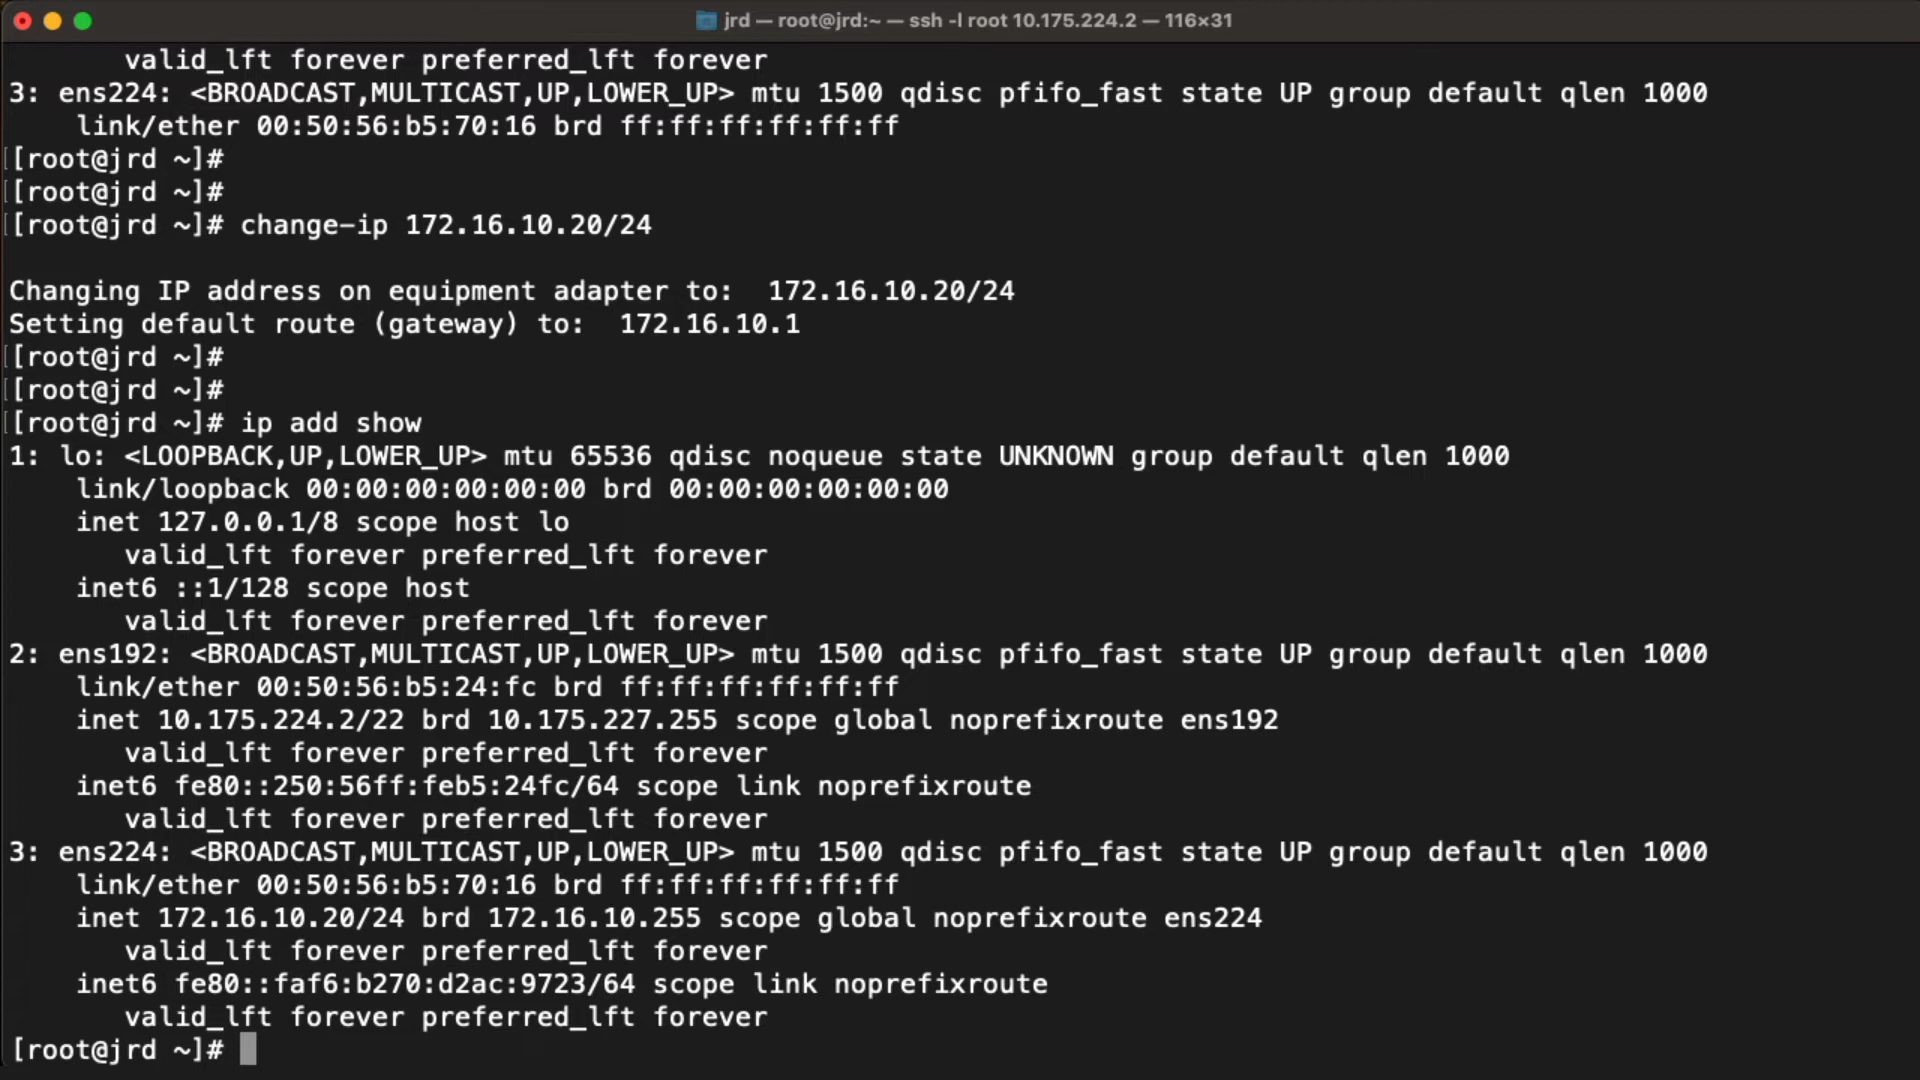 jrd — root@jrd:~ — ssh -l root 10.175.224.2 — 116×31
valid_lft forever preferred_lft forever
3: ens224: <BROADCAST,MULTICAST,UP,LOWER_UP> mtu 1500 qdisc pfifo_fast state UP group default qlen 1000
link/ether 00:50:56:b5:70:16 brd ff:ff:ff:ff:ff:ff
[[root@jrd ~]#
[[root@jrd ~]#
[[root@jrd ~]# change-ip 172.16.10.20/24
Changing IP address on equipment adapter to:  172.16.10.20/24
Setting default route (gateway) to:  172.16.10.1
[[root@jrd ~]#
[[root@jrd ~]#
[[root@jrd ~]# ip add show
1: lo: <LOOPBACK,UP,LOWER_UP> mtu 65536 qdisc noqueue state UNKNOWN group default qlen 1000
link/loopback 00:00:00:00:00:00 brd 00:00:00:00:00:00
inet 127.0.0.1/8 scope host lo
valid_lft forever preferred_lft forever
inet6 ::1/128 scope host
valid_lft forever preferred_lft forever
2: ens192: <BROADCAST,MULTICAST,UP,LOWER_UP> mtu 1500 qdisc pfifo_fast state UP group default qlen 1000
link/ether 00:50:56:b5:24:fc brd ff:ff:ff:ff:ff:ff
inet 10.175.224.2/22 brd 10.175.227.255 scope global noprefixroute ens192
valid_lft forever preferred_lft forever
inet6 fe80::250:56ff:feb5:24fc/64 scope link noprefixroute
valid_lft forever preferred_lft forever
3: ens224: <BROADCAST,MULTICAST,UP,LOWER_UP> mtu 1500 qdisc pfifo_fast state UP group default qlen 1000
link/ether 00:50:56:b5:70:16 brd ff:ff:ff:ff:ff:ff
inet 172.16.10.20/24 brd 172.16.10.255 scope global noprefixroute ens224
valid_lft forever preferred_lft forever
inet6 fe80::faf6:b270:d2ac:9723/64 scope link noprefixroute
valid_lft forever preferred_lft forever
[root@jrd ~]#